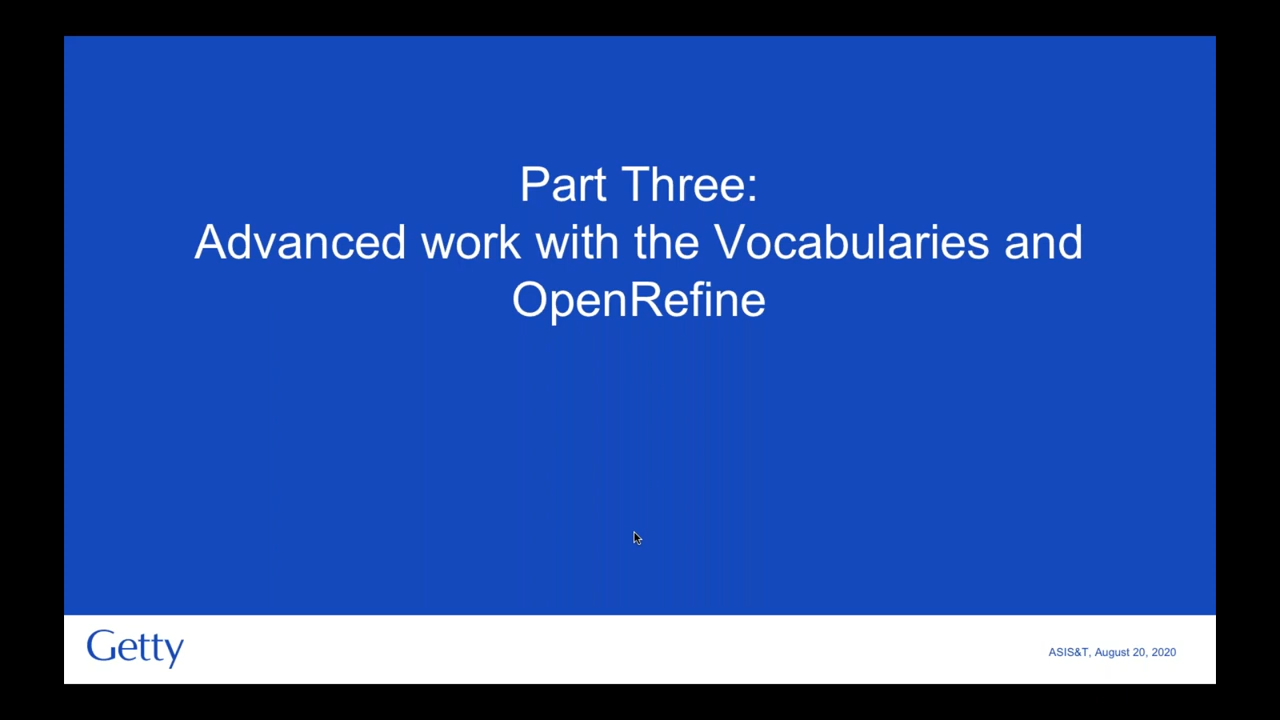 Part Three:
Advanced work with the Vocabularies and
OpenRefine
Getty
ASIS&T, August 20, 2020